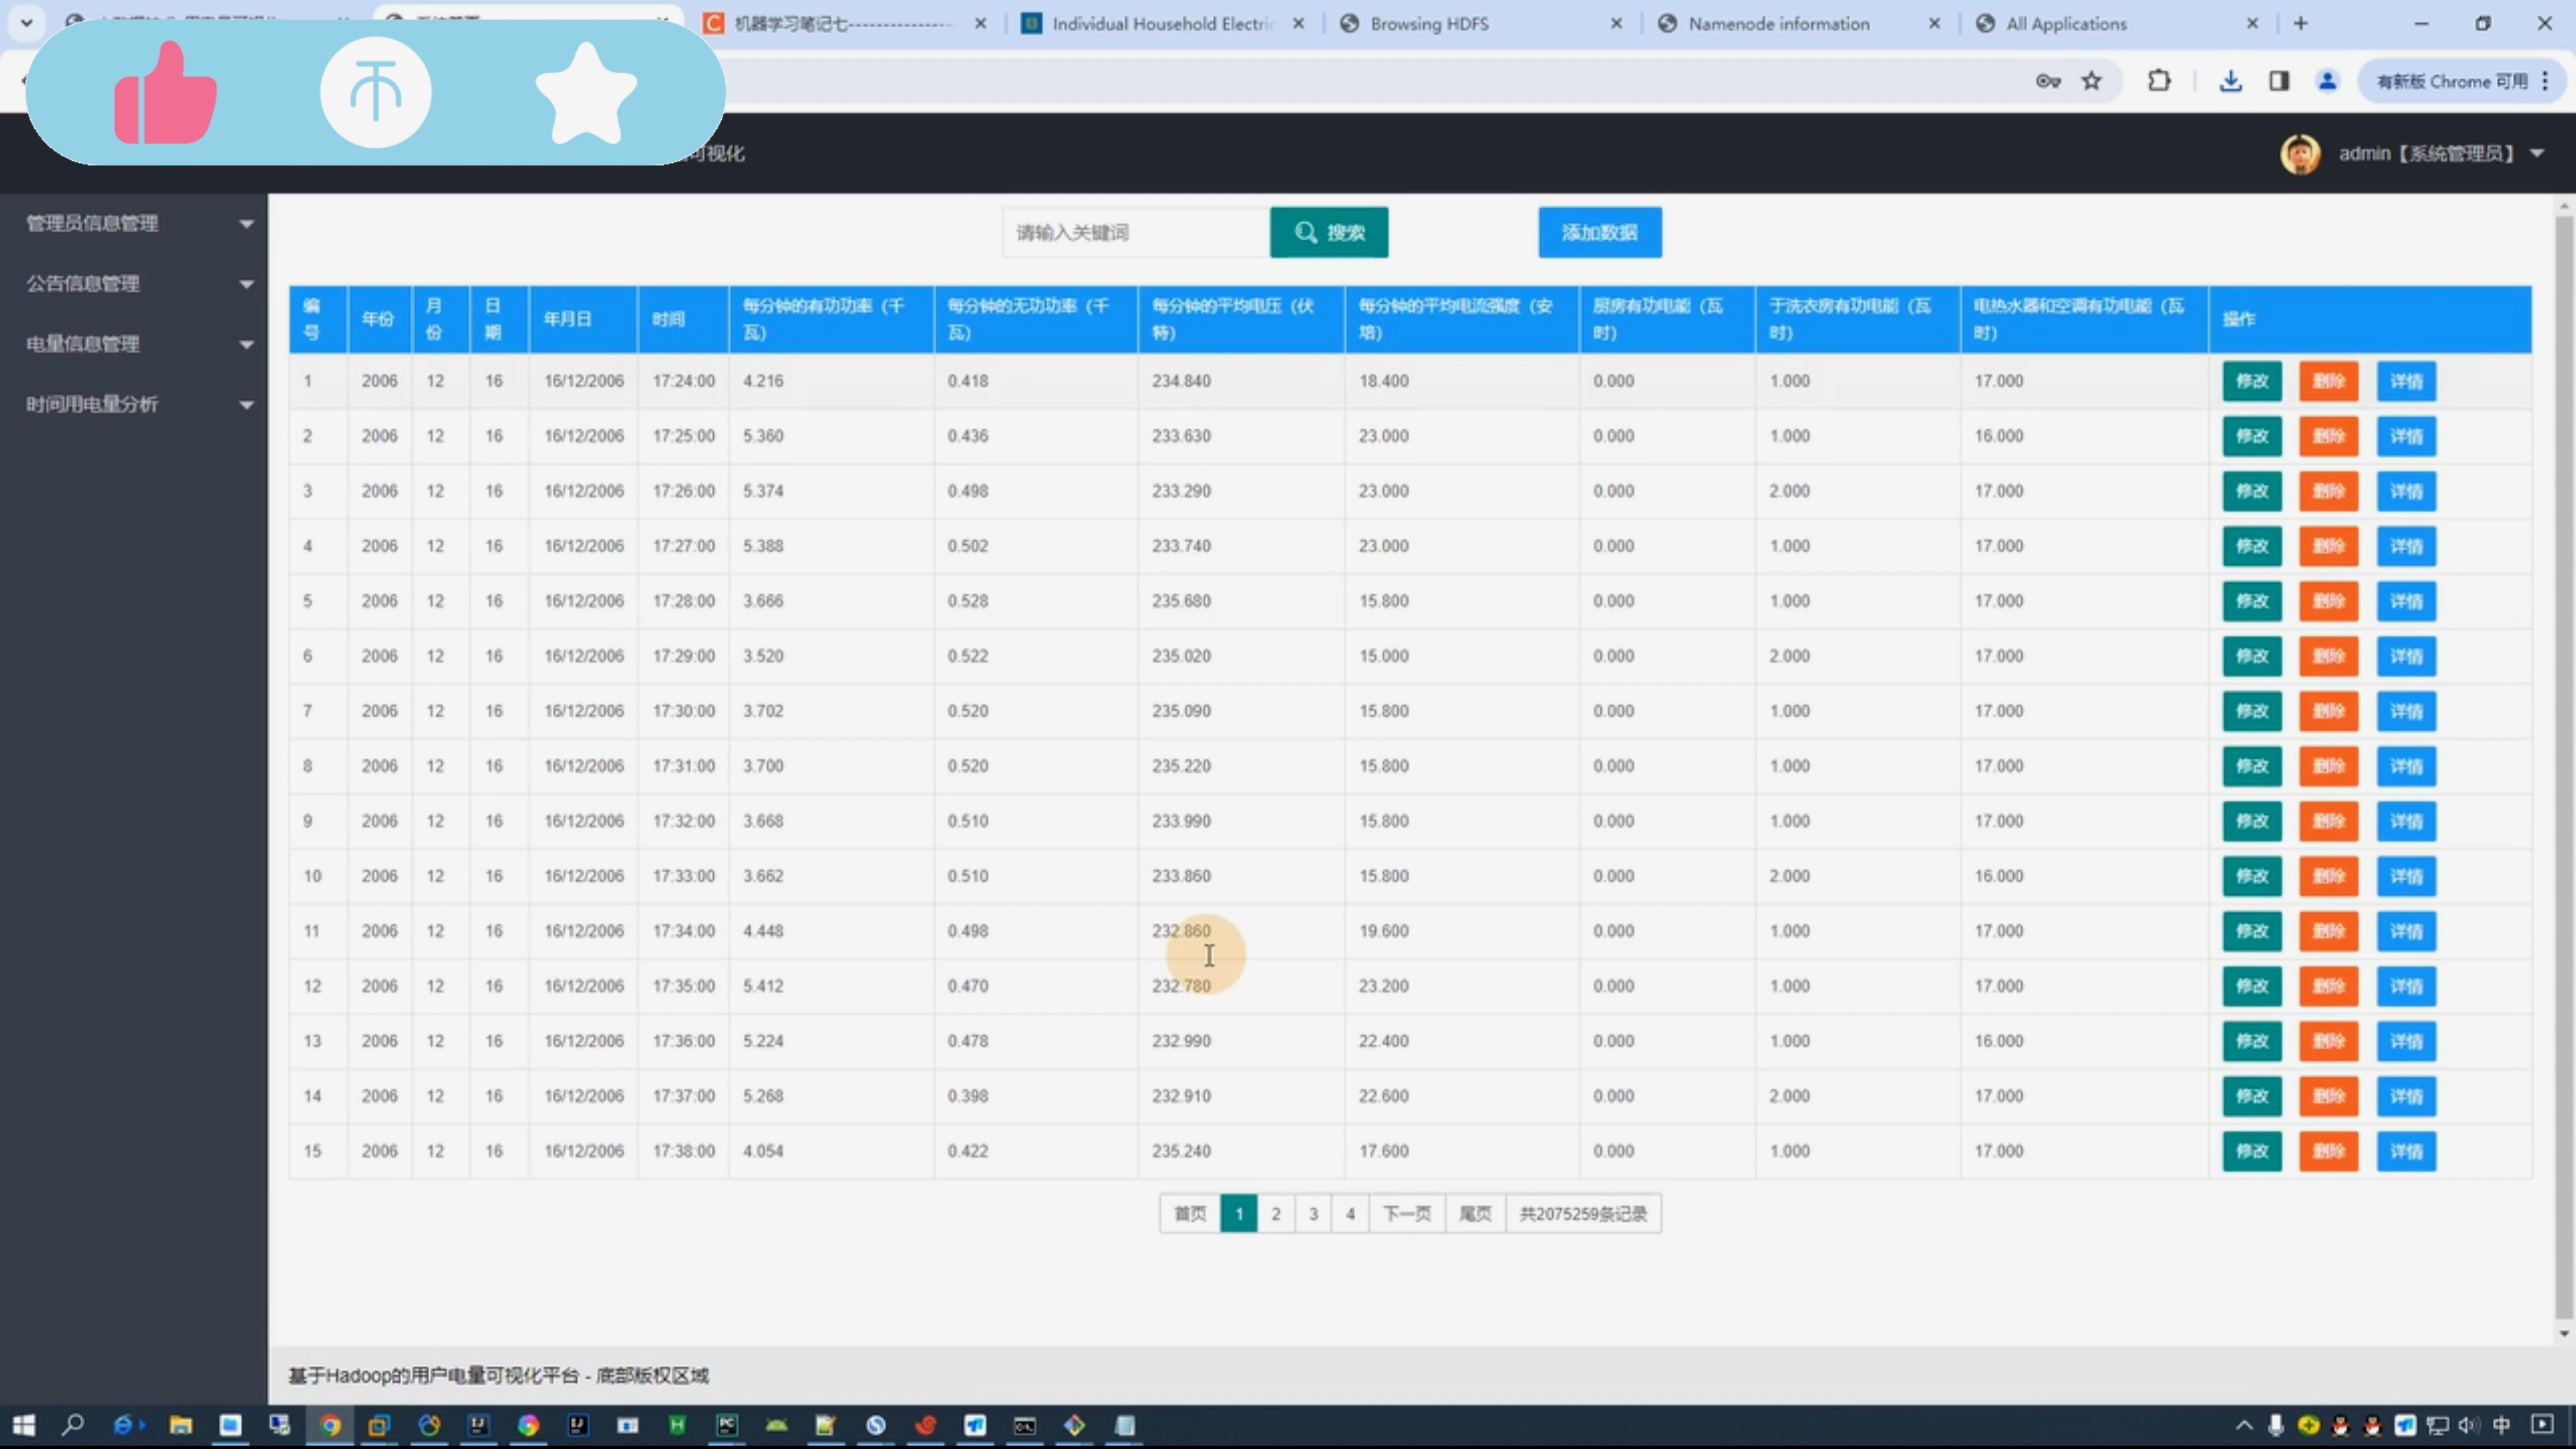 机器学习笔记七----------------
Individual Household Electric
Browsing HDFS
Namenode information
All Applications
有新版 Chrome 可用
可视化
admin【系统管理员】
管理员信息管理
公告信息管理
电量信息管理
时间用电量分析
请输入关键词
搜索
添加数据
编号 年份 月份 日期 年月日 时间 每分钟的有功功率（千瓦） 每分钟的无功功率（千瓦） 每分钟的平均电压（伏特） 每分钟的平均电流强度（安培） 厨房有功电能（瓦时） 于洗衣房有功电能（瓦时） 电热水器和空调有功电能（瓦时） 操作
1 2006 12 16 16/12/2006 17:24:00 4.216 0.418 234.840 18.400 0.000 1.000 17.000 修改 删除 详情
2 2006 12 16 16/12/2006 17:25:00 5.360 0.436 233.630 23.000 0.000 1.000 16.000 修改 删除 详情
3 2006 12 16 16/12/2006 17:26:00 5.374 0.498 233.290 23.000 0.000 2.000 17.000 修改 删除 详情
4 2006 12 16 16/12/2006 17:27:00 5.388 0.502 233.740 23.000 0.000 1.000 17.000 修改 删除 详情
5 2006 12 16 16/12/2006 17:28:00 3.666 0.528 235.680 15.800 0.000 1.000 17.000 修改 删除 详情
6 2006 12 16 16/12/2006 17:29:00 3.520 0.522 235.020 15.000 0.000 2.000 17.000 修改 删除 详情
7 2006 12 16 16/12/2006 17:30:00 3.702 0.520 235.090 15.800 0.000 1.000 17.000 修改 删除 详情
8 2006 12 16 16/12/2006 17:31:00 3.700 0.520 235.220 15.800 0.000 1.000 17.000 修改 删除 详情
9 2006 12 16 16/12/2006 17:32:00 3.668 0.510 233.990 15.800 0.000 1.000 17.000 修改 删除 详情
10 2006 12 16 16/12/2006 17:33:00 3.662 0.510 233.860 15.800 0.000 2.000 16.000 修改 删除 详情
11 2006 12 16 16/12/2006 17:34:00 4.448 0.498 232.860 19.600 0.000 1.000 17.000 修改 删除 详情
12 2006 12 16 16/12/2006 17:35:00 5.412 0.470 232.780 23.200 0.000 1.000 17.000 修改 删除 详情
13 2006 12 16 16/12/2006 17:36:00 5.224 0.478 232.990 22.400 0.000 1.000 16.000 修改 删除 详情
14 2006 12 16 16/12/2006 17:37:00 5.268 0.398 232.910 22.600 0.000 2.000 17.000 修改 删除 详情
15 2006 12 16 16/12/2006 17:38:00 4.054 0.422 235.240 17.600 0.000 1.000 17.000 修改 删除 详情
首页 1 2 3 4 下一页 尾页 共2075259条记录
基于Hadoop的用户电量可视化平台 - 底部版权区域
中